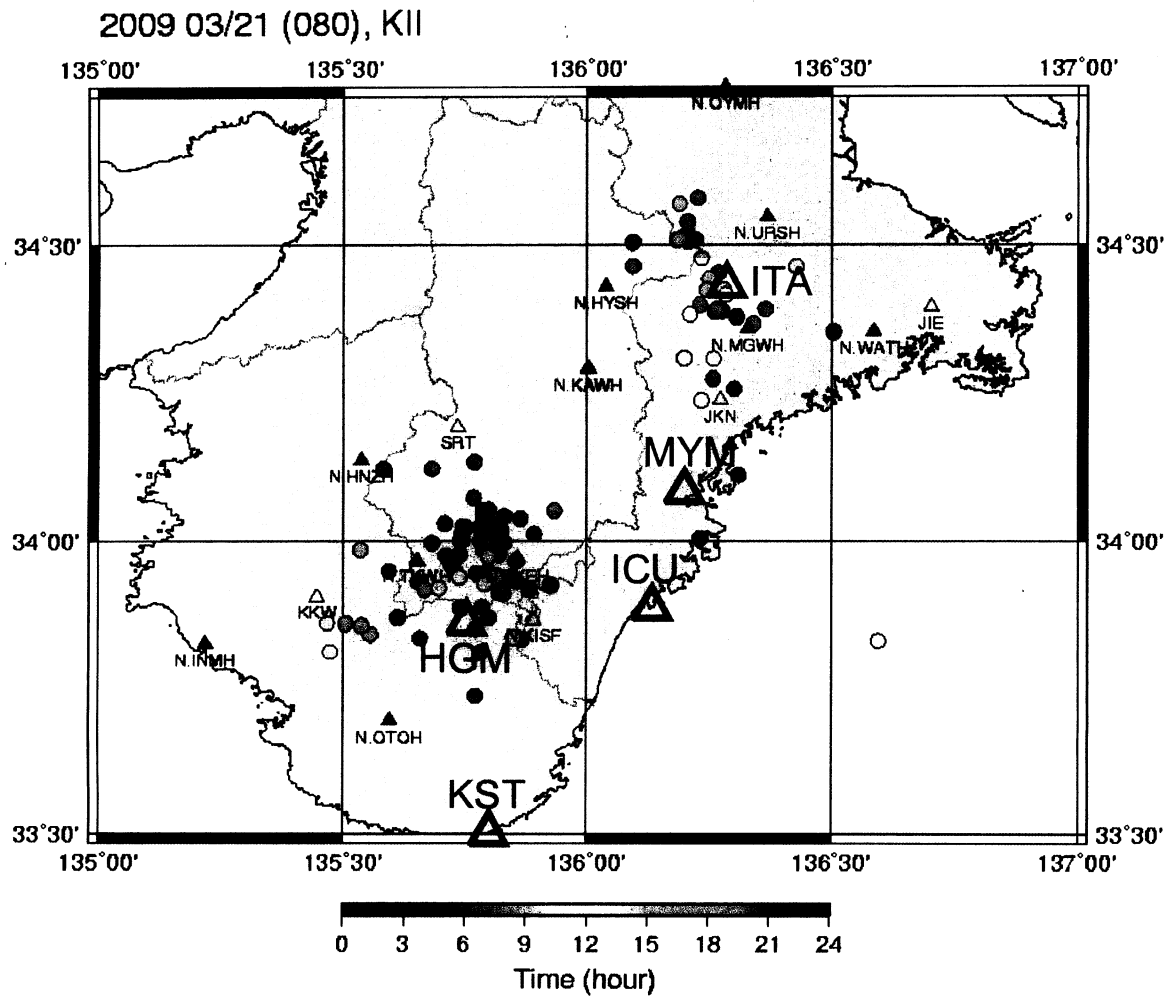 2009 03/21 (080), KII
135°00' 135°30' 136°00' 136°30' 137°00'
N.OYMH
N.URSH
34°30' 34°30'
ITA
N.HYSH
JIE
N.MGWH N.WATH
N.KAWH
JKN
SRT
MYM
N.HNZH
34°00' 34°00'
ICU
KKW
N.KISF
N.INMH HGM
N.OTOH
KST
33°30' 33°30'
135°00' 135°30' 136°00' 136°30' 137°00'
0 3 6 9 12 15 18 21 24
Time (hour)